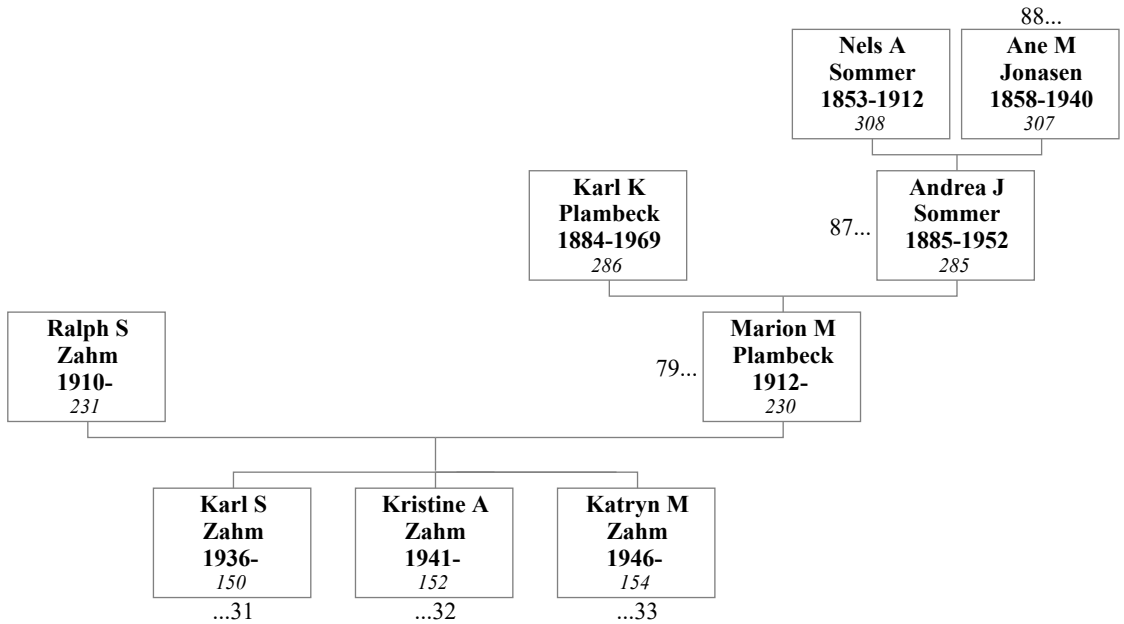 88...
Nels A
Sommer
1853-1912
308
Ane M
Jonasen
1858-1940
307
Karl K
Plambeck
1884-1969
286
87...
Andrea J
Sommer
1885-1952
285
Ralph S
Zahm
1910-
231
79...
Marion M
Plambeck
1912-
230
Karl S
Zahm
1936-
150
...31
Kristine A
Zahm
1941-
152
...32
Katryn M
Zahm
1946-
154
...33